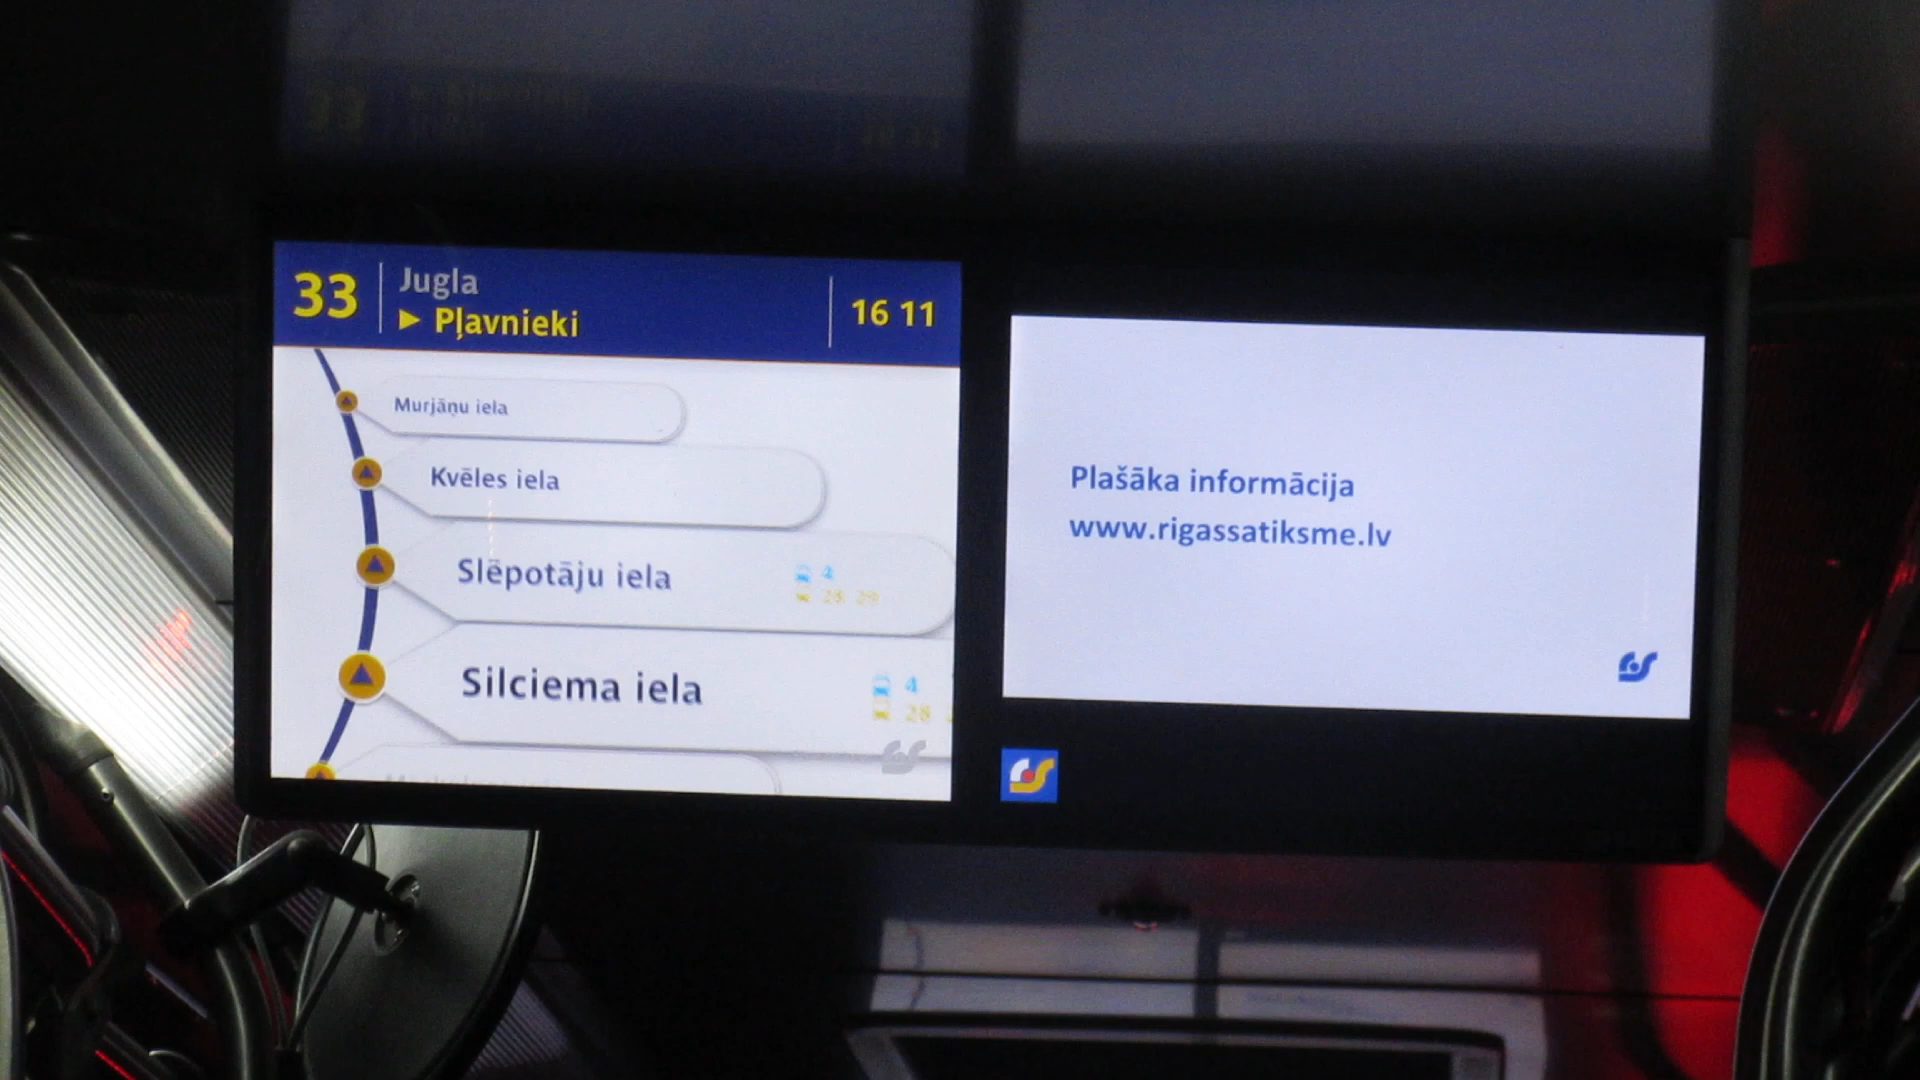 33
Jugla
► Pļavnieki
16 11
Murjāņu iela
Kvēles iela
Slēpotāju iela
4
28 29
Silciema iela
4
28
Plašāka informācija
www.rigassatiksme.lv